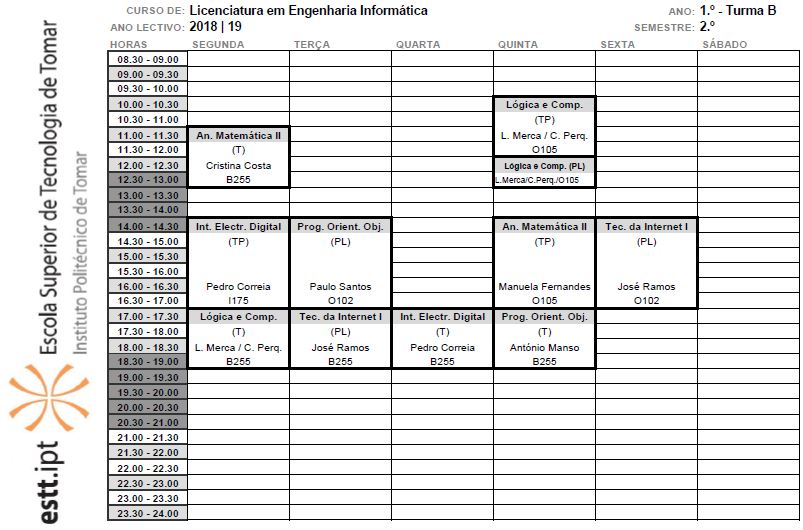 CURSO DE: Licenciatura em Engenharia Informática ANO: 1.º - Turma B
ANO LECTIVO: 2018 | 19 SEMESTRE: 2.º
HORAS SEGUNDA TERÇA QUARTA QUINTA SEXTA SÁBADO
08.30 - 09.00
09.00 - 09.30
09.30 - 10.00
10.00 - 10.30 Lógica e Comp.
10.30 - 11.00 (TP)
11.00 - 11.30 An. Matemática II L. Merca / C. Perq.
11.30 - 12.00 (T) O105
12.00 - 12.30 Cristina Costa Lógica e Comp. (PL)
12.30 - 13.00 B255 L.Merca/C.Perq./O105
13.00 - 13.30
13.30 - 14.00
14.00 - 14.30 Int. Electr. Digital Prog. Orient. Obj. An. Matemática II Tec. da Internet I
14.30 - 15.00 (TP) (PL) (TP) (PL)
15.00 - 15.30
15.30 - 16.00
16.00 - 16.30 Pedro Correia Paulo Santos Manuela Fernandes José Ramos
16.30 - 17.00 I175 O102 O105 O102
17.00 - 17.30 Lógica e Comp. Tec. da Internet I Int. Electr. Digital Prog. Orient. Obj.
17.30 - 18.00 (T) (PL) (T) (T)
18.00 - 18.30 L. Merca / C. Perq. José Ramos Pedro Correia António Manso
18.30 - 19.00 B255 B255 B255 B255
19.00 - 19.30
19.30 - 20.00
20.00 - 20.30
20.30 - 21.00
21.00 - 21.30
21.30 - 22.00
22.00 - 22.30
22.30 - 23.00
23.00 - 23.30
23.30 - 24.00
Escola Superior de Tecnologia de Tomar
Instituto Politécnico de Tomar
estt.ipt